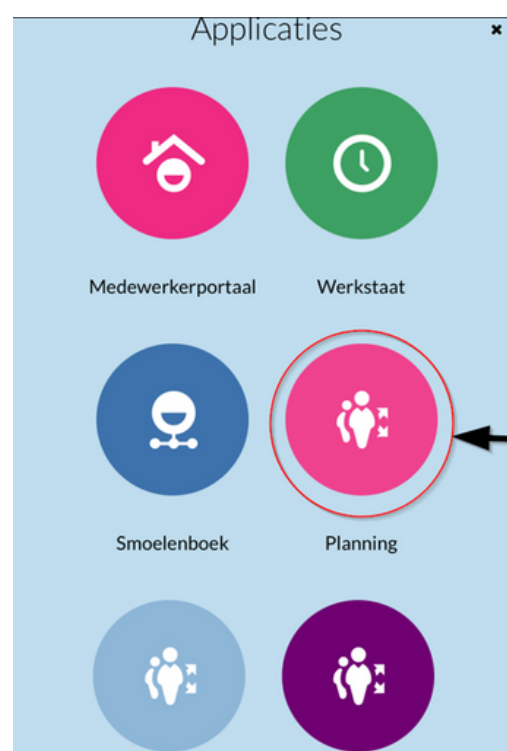 Applicaties
Medewerkerportaal
Werkstaat
Smoelenboek
Planning